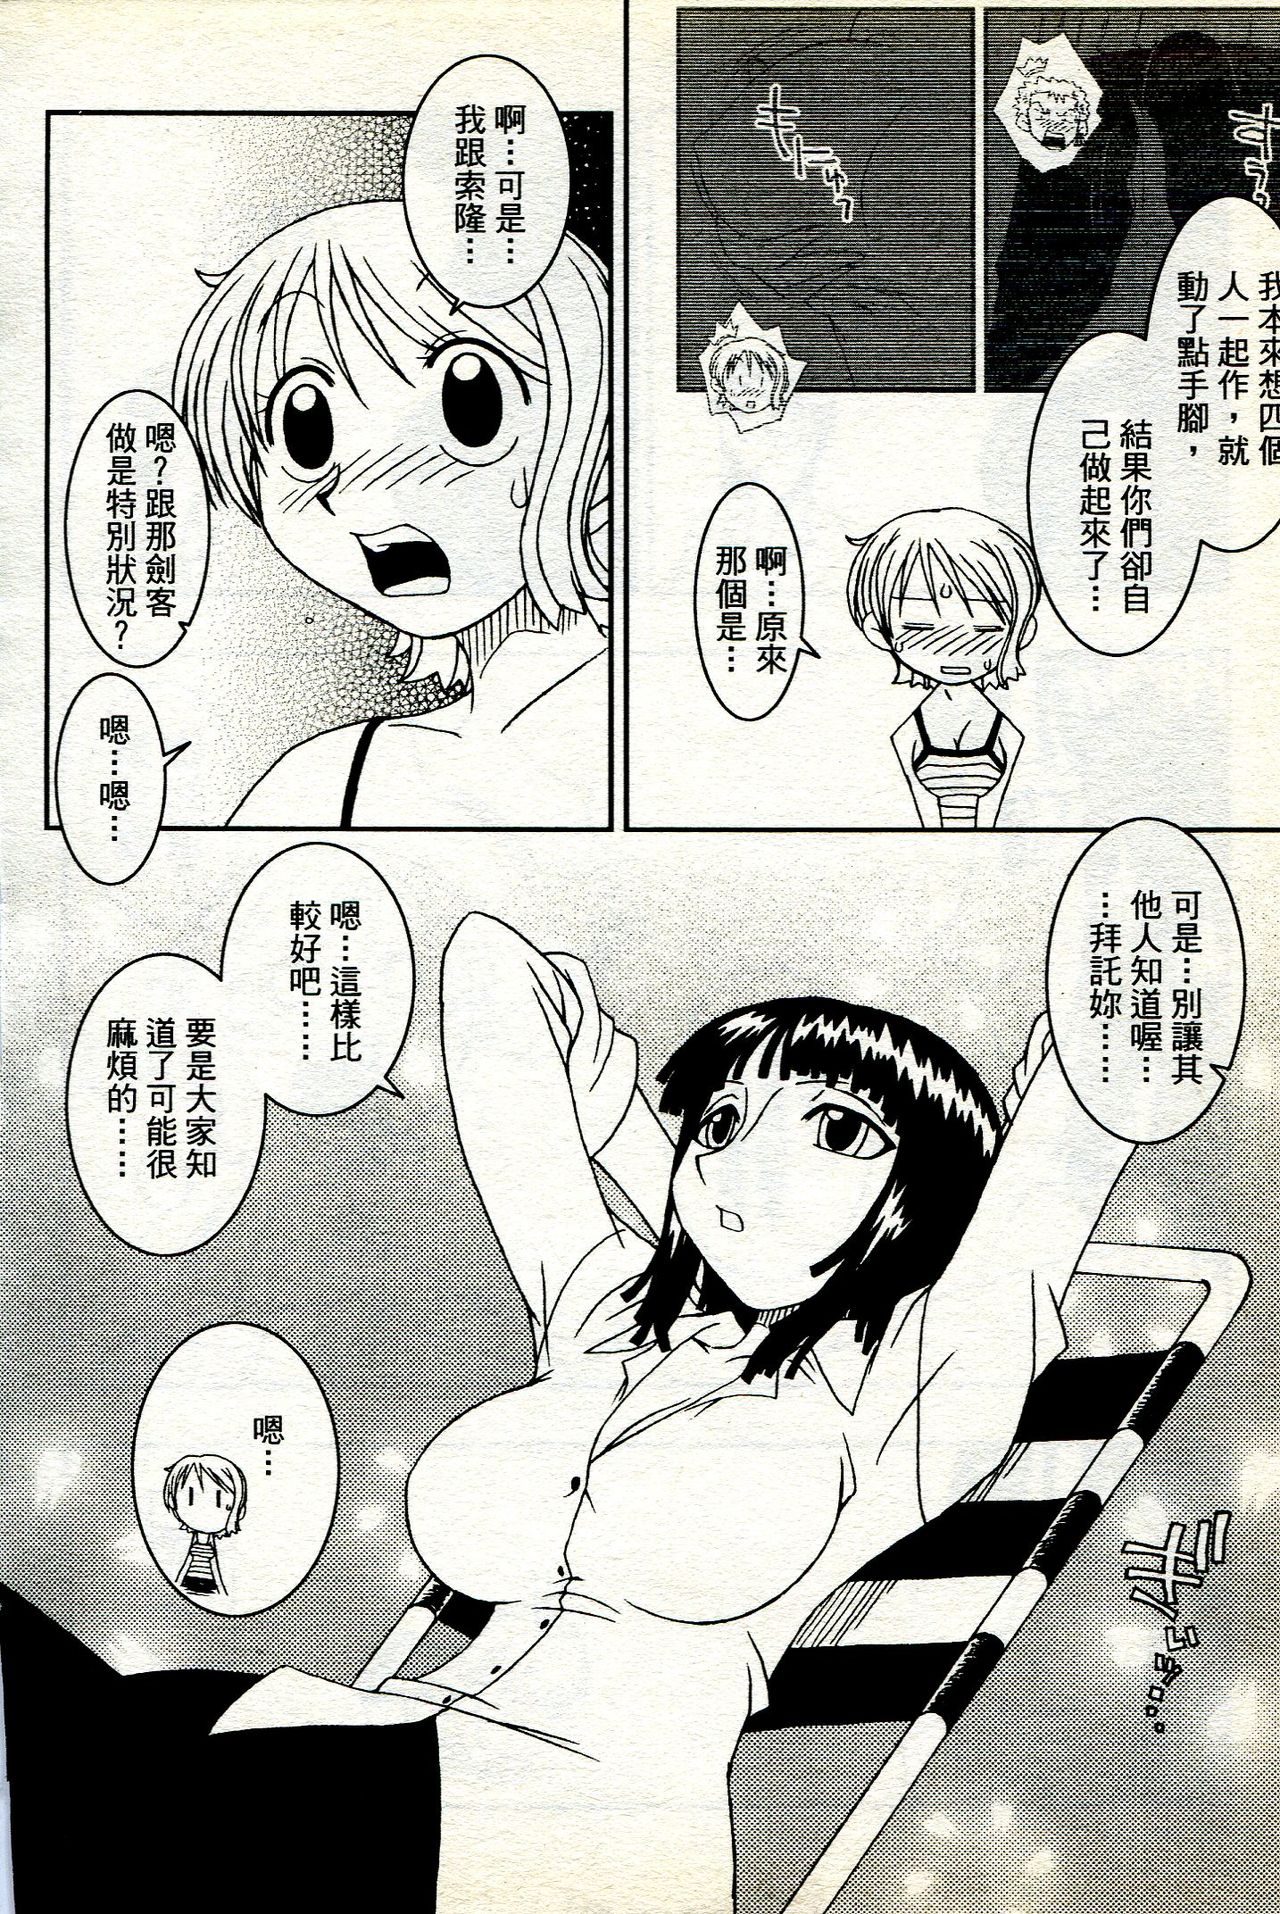 我本來想四個
人一起作，就
動了點手腳，
結果你們卻自
己做起來了…
啊…原來
那個是…
啊…可是…
我跟索隆…
嗯？跟那劍客
做是特別狀況？
嗯…嗯…
可是…別讓其
他人知道喔…
…拜託妳……
嗯…這樣比
較好吧……
要是大家知
道了可能很
麻煩的……
嗯…